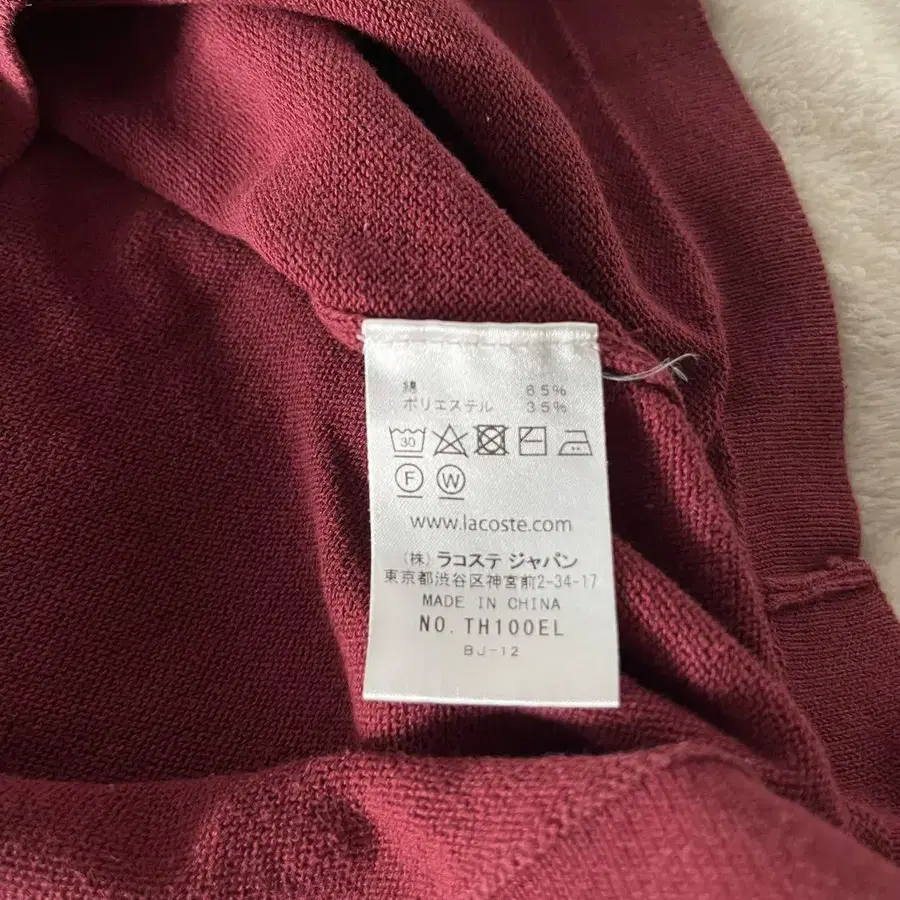 綿 65%
ポリエステル 35%
30
F W
www.lacoste.com
(株) ラコステ ジャパン
東京都渋谷区神宮前2-34-17
MADE IN CHINA
NO. TH100EL
BJ-12